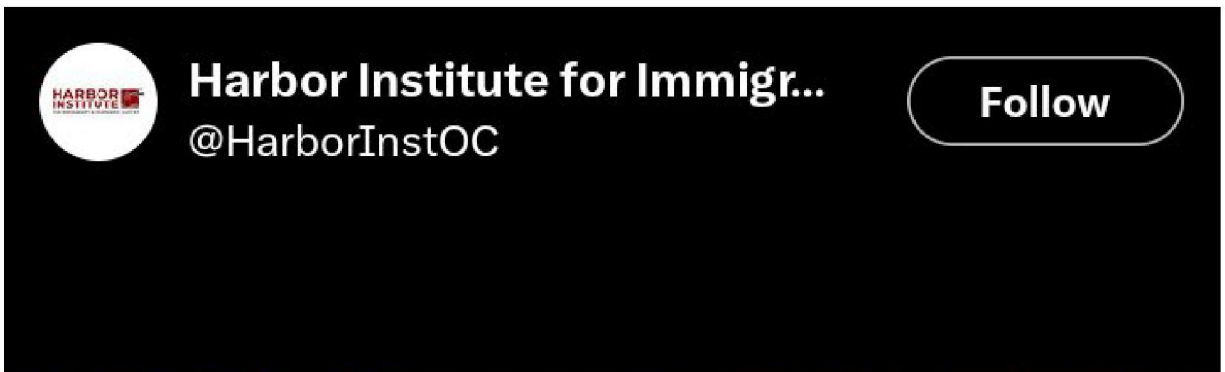 HARBOR
INSTITUTE
Harbor Institute for Immigr...
@HarborInstOC
Follow